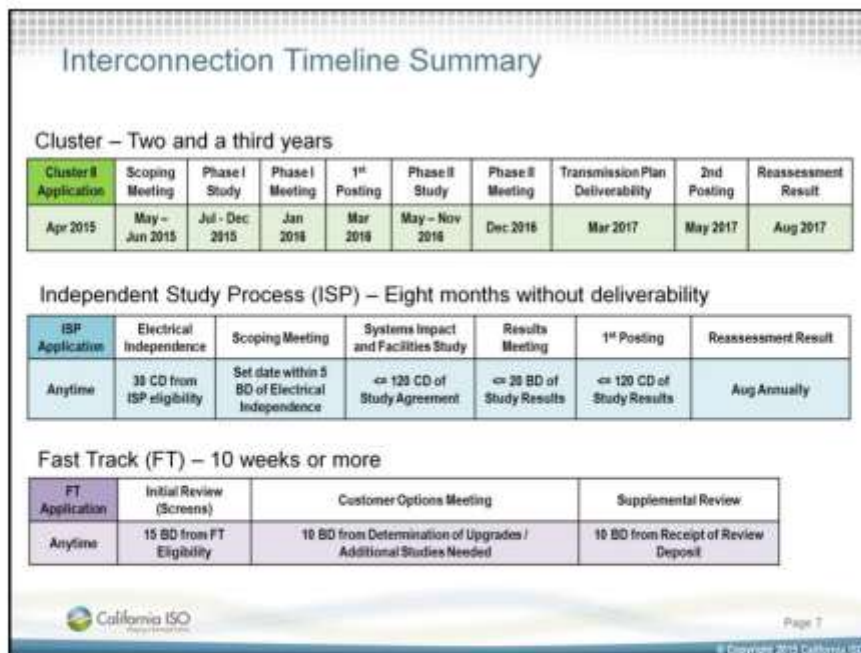 Interconnection Timeline Summary
Cluster – Two and a third years
Cluster 8 Application
Scoping Meeting
Phase I Study
Phase I Meeting
1st Posting
Phase II Study
Phase II Meeting
Transmission Plan Deliverability
2nd Posting
Reassessment Result
Apr 2015
May – Jun 2015
Jul - Dec 2015
Jan 2016
Mar 2016
May – Nov 2016
Dec 2016
Mar 2017
May 2017
Aug 2017
Independent Study Process (ISP) – Eight months without deliverability
ISP Application
Electrical Independence
Scoping Meeting
Systems Impact and Facilities Study
Results Meeting
1st Posting
Reassessment Result
Anytime
30 CD from ISP eligibility
Set date within 5 BD of Electrical Independence
<= 120 CD of Study Agreement
<= 20 BD of Study Results
<= 120 CD of Study Results
Aug Annually
Fast Track (FT) – 10 weeks or more
FT Application
Initial Review (Screens)
Customer Options Meeting
Supplemental Review
Anytime
15 BD from FT Eligibility
10 BD from Determination of Upgrades / Additional Studies Needed
10 BD from Receipt of Review Deposit
California ISO
Page 7
© Copyright 2015 California ISO